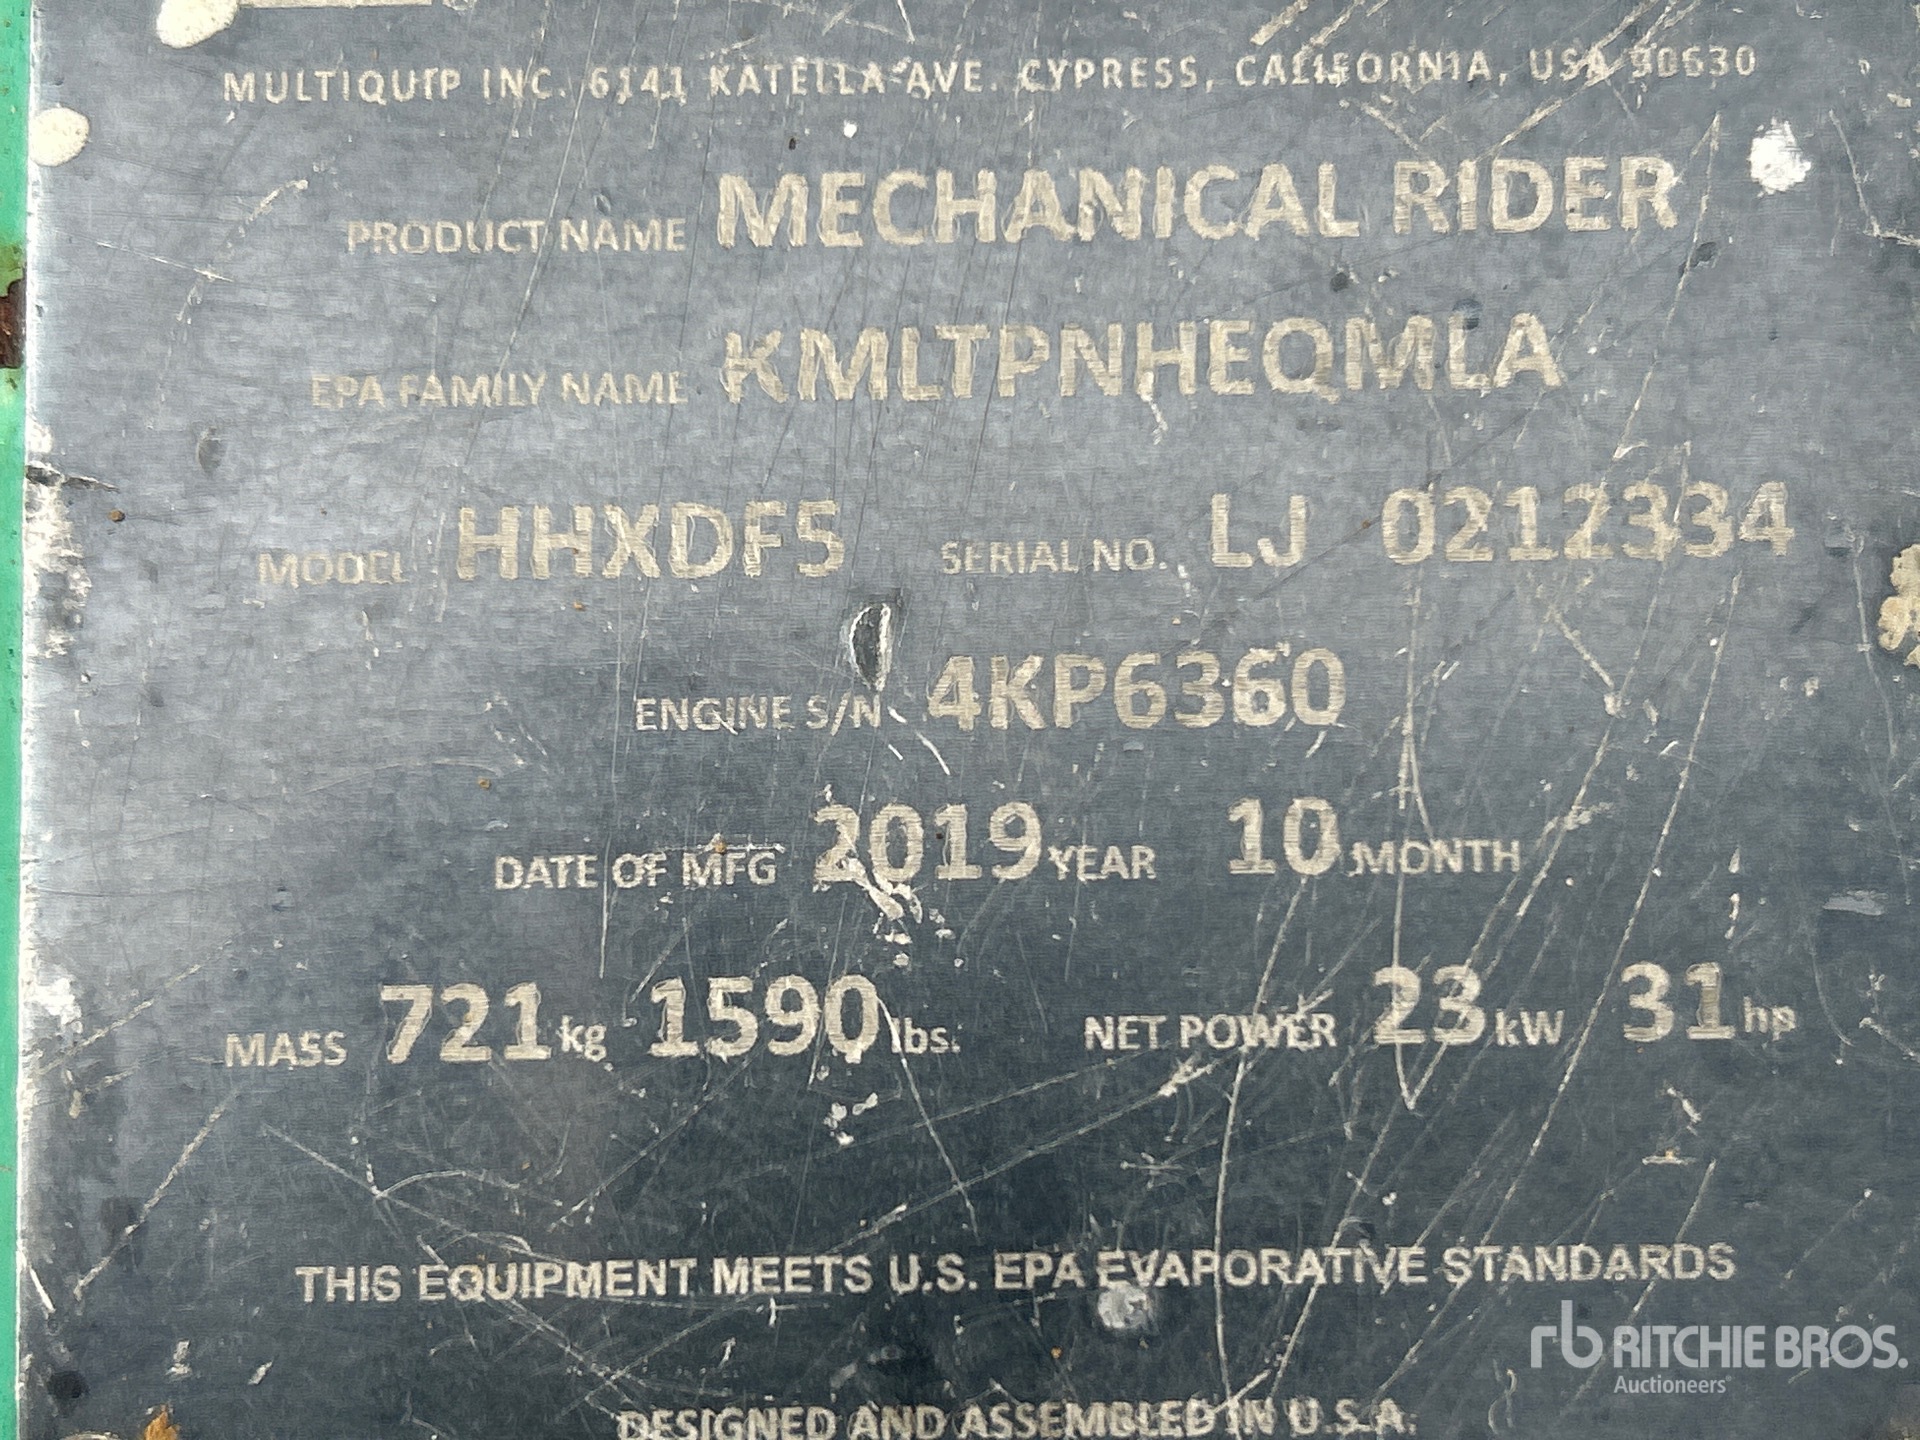 MULTIQUIP INC. 6141 KATELLA AVE. CYPRESS, CALIFORNIA, USA 90630
PRODUCT NAME MECHANICAL RIDER
EPA FAMILY NAME KMLTPNHEQMLA
MODEL HHXDF5 SERIAL NO. LJ 0212334
ENGINE S/N 4KP6360
DATE OF MFG 2019 YEAR 10 MONTH
MASS 721 kg 1590 lbs. NET POWER 23 kW 31 hp
THIS EQUIPMENT MEETS U.S. EPA EVAPORATIVE STANDARDS
DESIGNED AND ASSEMBLED IN U.S.A.
rb RITCHIE BROS.
Auctioneers